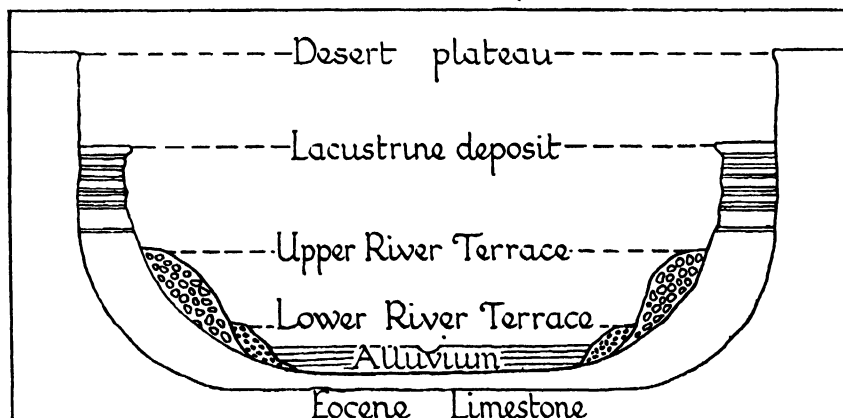 Desert plateau
Lacustrine deposit
Upper River Terrace
Lower River Terrace
Alluvium
Eocene Limestone